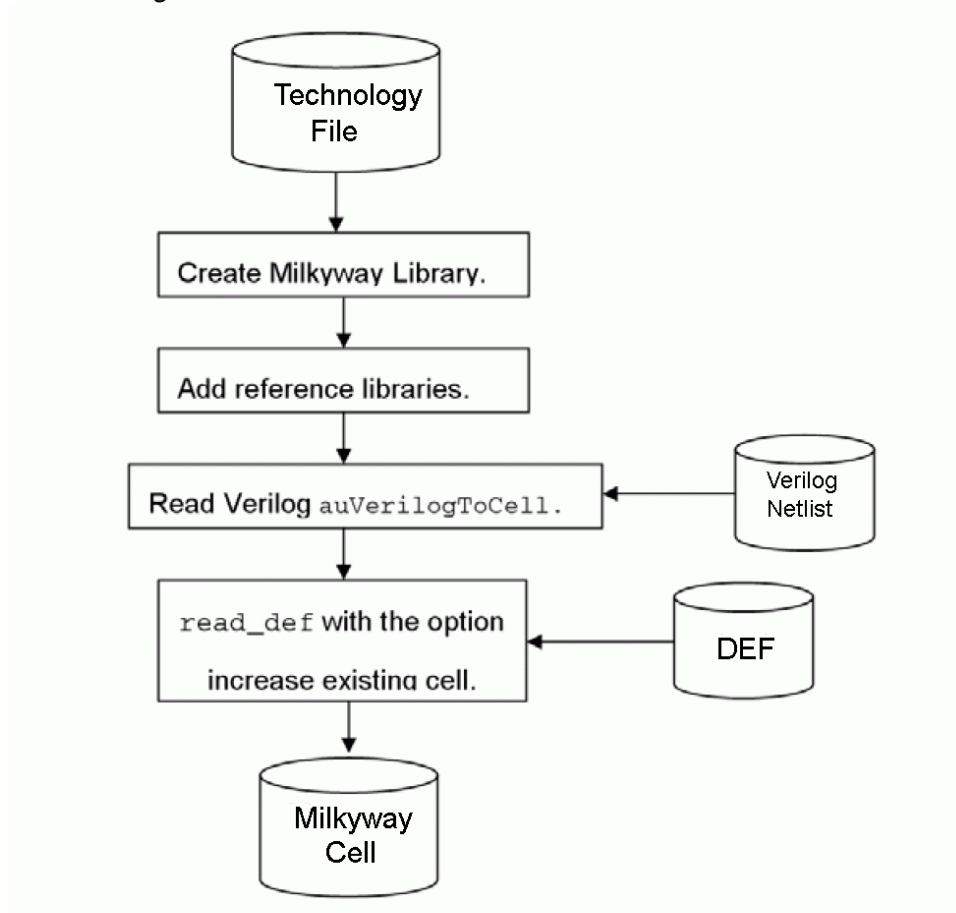 Technology
File
Create Milkyway Library.
Add reference libraries.
Read Verilog auVerilogToCell.
Verilog
Netlist
read_def with the option
increase existing cell.
DEF
Milkyway
Cell